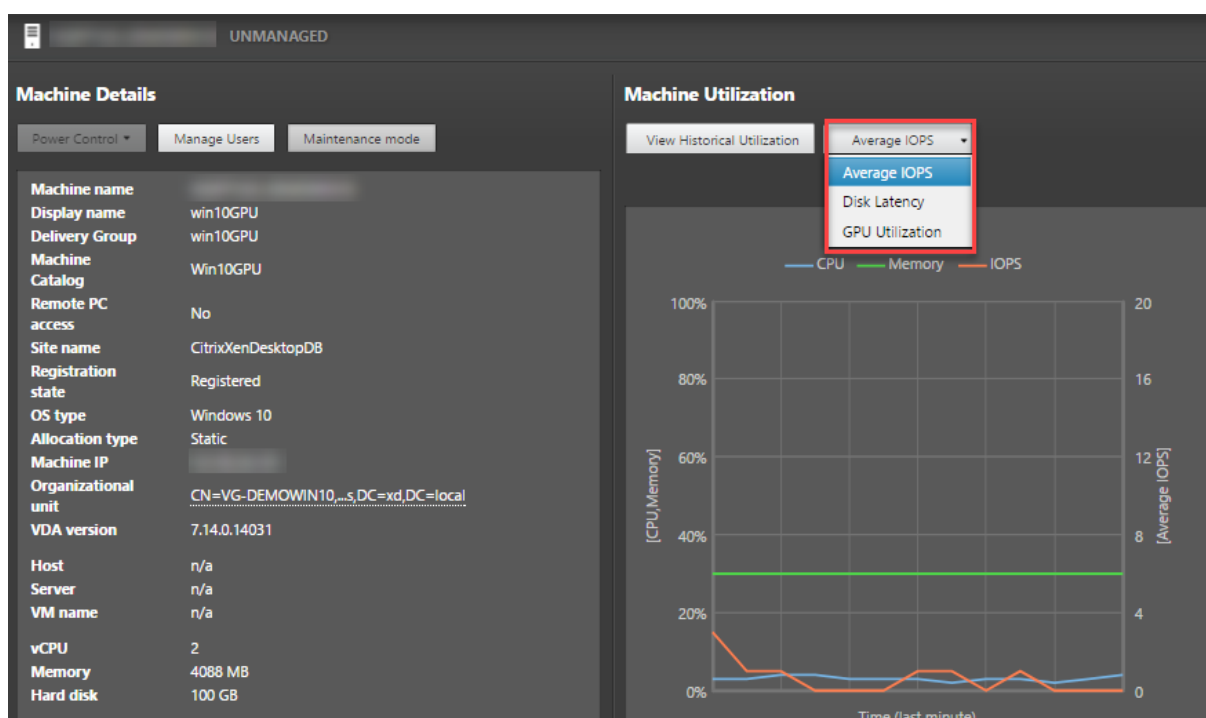 UNMANAGED
Machine Details
Power Control
Manage Users
Maintenance mode
Machine name
Display name win10GPU
Delivery Group win10GPU
Machine
Catalog Win10GPU
Remote PC
access No
Site name CitrixXenDesktopDB
Registration
state Registered
OS type Windows 10
Allocation type Static
Machine IP
Organizational
unit CN=VG-DEMOWIN10,...s,DC=xd,DC=local
VDA version 7.14.0.14031
Host n/a
Server n/a
VM name n/a
vCPU 2
Memory 4088 MB
Hard disk 100 GB
Machine Utilization
View Historical Utilization
Average IOPS
Average IOPS
Disk Latency
GPU Utilization
CPU Memory IOPS
100% 20
80% 16
60% 12
40% 8
20% 4
0% 0
[CPU,Memory]
[Average IOPS]
Time (last minute)